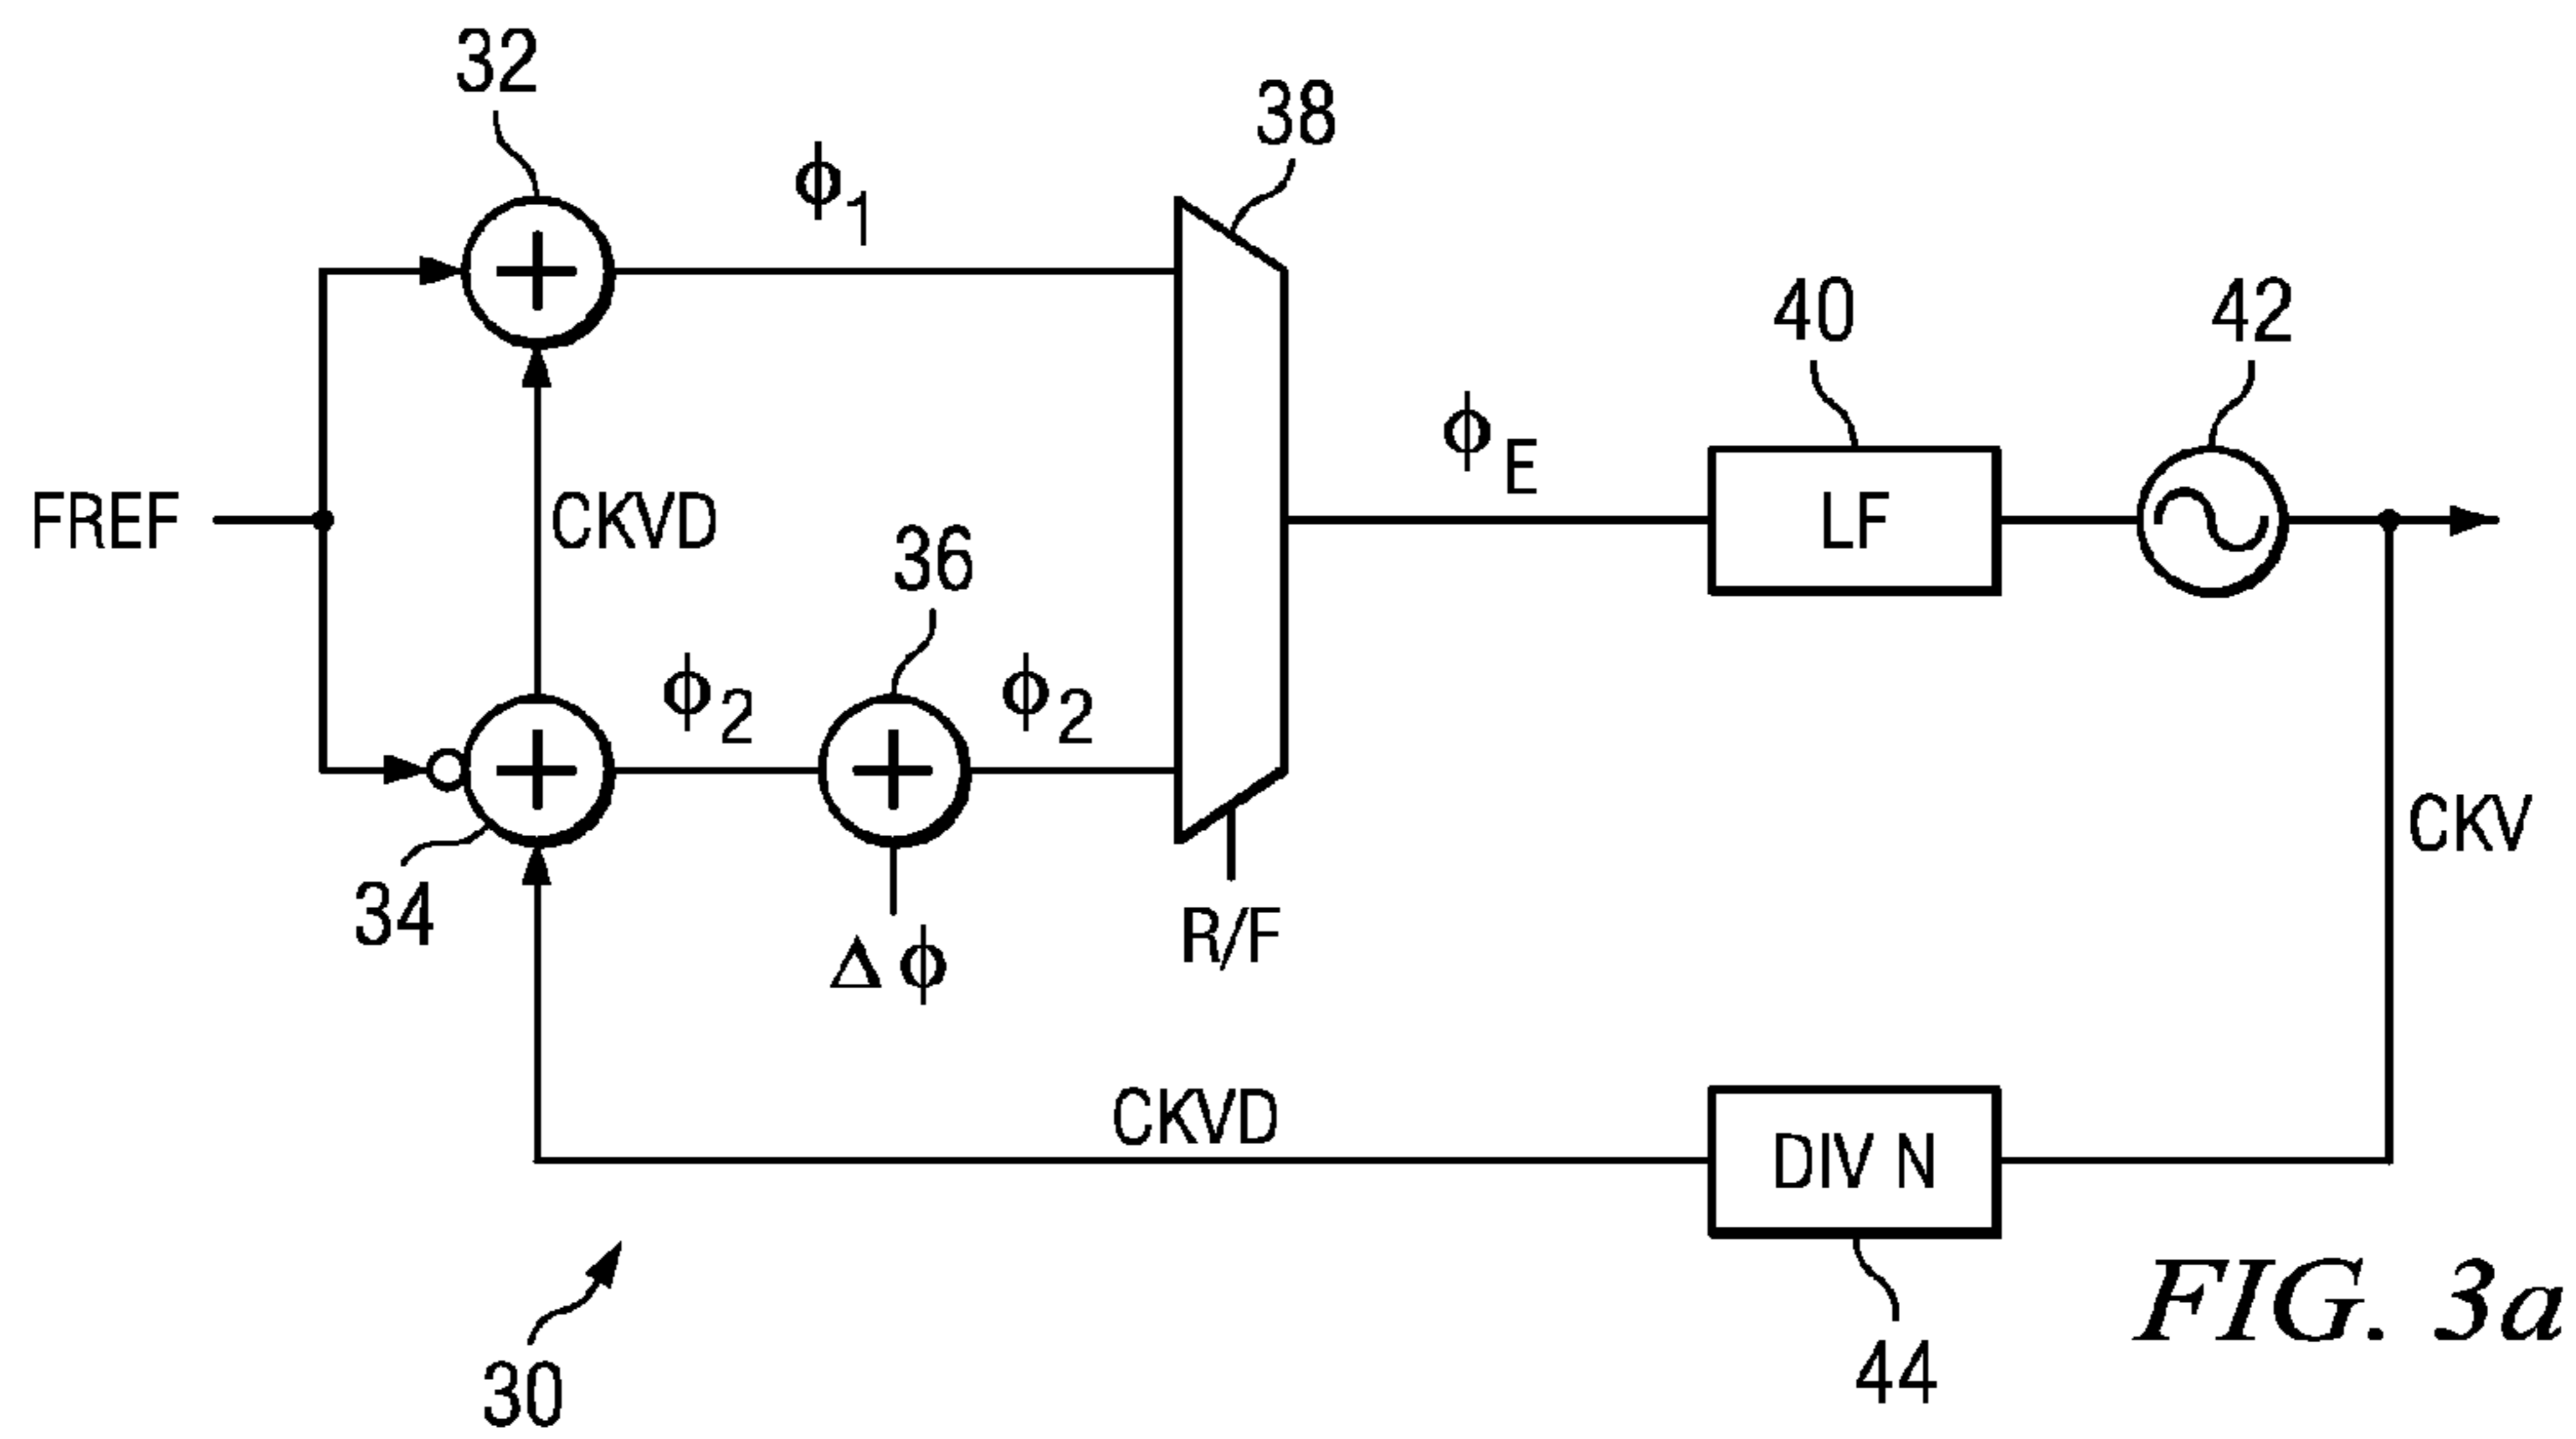 32
38
ϕ1
40
42
ϕE
FREF
CKVD
LF
36
ϕ2
ϕ2
34
CKV
R/F
Δϕ
CKVD
DIV N
30
44
FIG. 3a